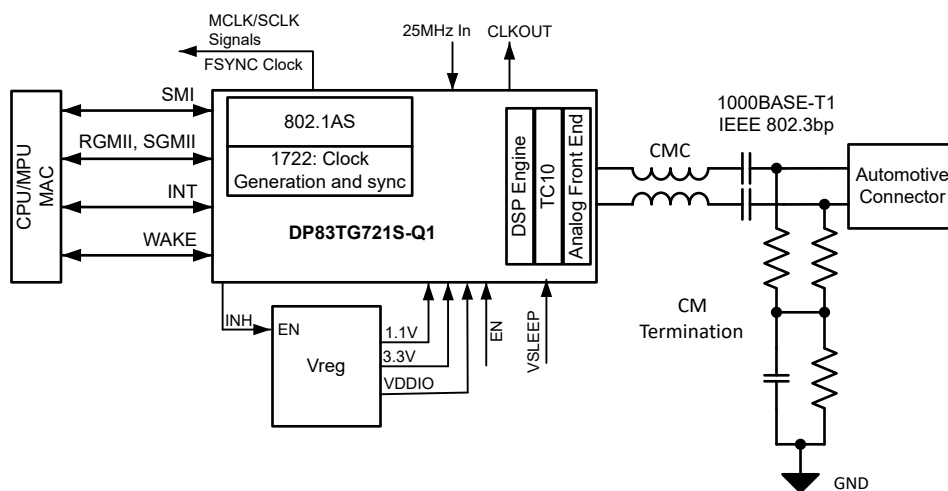 MCLK/SCLK
Signals
FSYNC Clock
25MHz In
CLKOUT
CPU/MPU
MAC
SMI
RGMII, SGMII
INT
WAKE
802.1AS
1722: Clock
Generation and sync
DP83TG721S-Q1
DSP Engine
TC10
Analog Front End
CMC
1000BASE-T1
IEEE 802.3bp
Automotive
Connector
CM
Termination
INH
EN
Vreg
1.1V
3.3V
VDDIO
EN
VSLEEP
GND